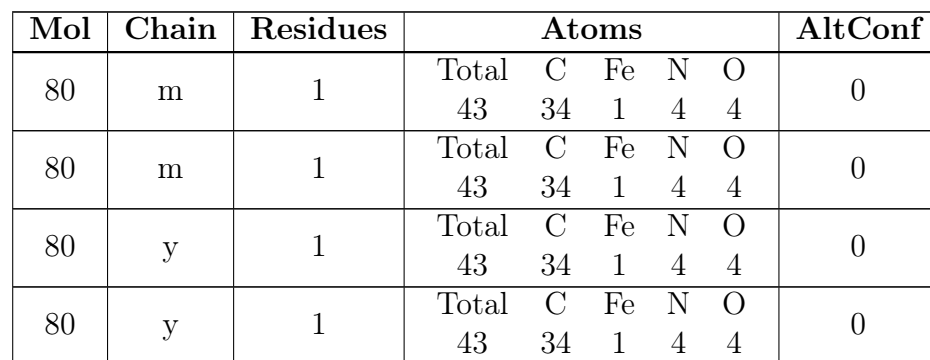 Mol Chain Residues Atoms AltConf
80 m 1 Total C Fe N O 0
43 34 1 4 4
80 m 1 Total C Fe N O 0
43 34 1 4 4
80 y 1 Total C Fe N O 0
43 34 1 4 4
80 y 1 Total C Fe N O 0
43 34 1 4 4